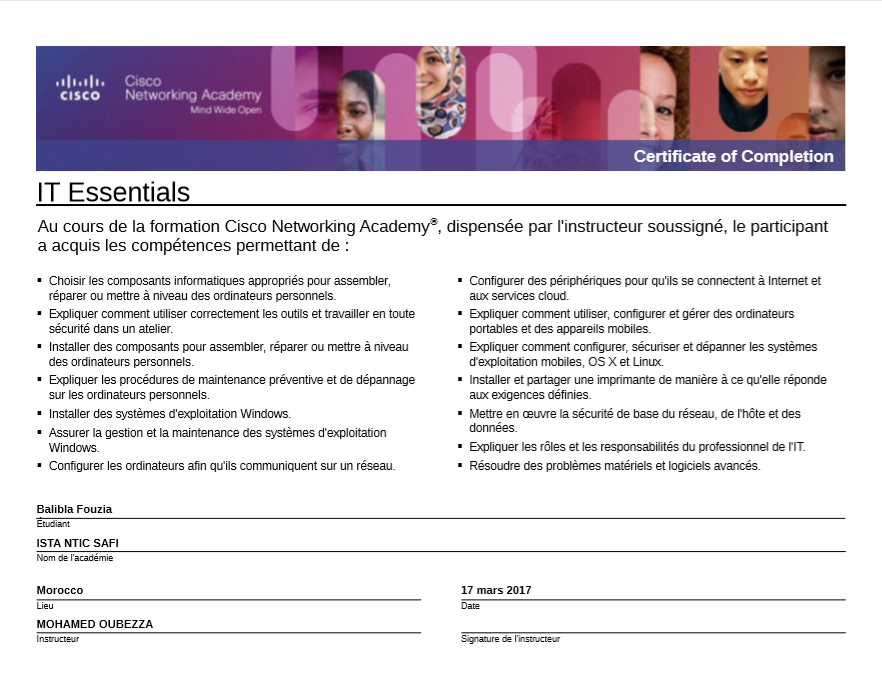 cisco
Cisco
Networking Academy
Mind Wide Open
Certificate of Completion
IT Essentials
Au cours de la formation Cisco Networking Academy®, dispensée par l'instructeur soussigné, le participant
a acquis les compétences permettant de :
▪ Choisir les composants informatiques appropriés pour assembler,
réparer ou mettre à niveau des ordinateurs personnels.
▪ Expliquer comment utiliser correctement les outils et travailler en toute
sécurité dans un atelier.
▪ Installer des composants pour assembler, réparer ou mettre à niveau
des ordinateurs personnels.
▪ Expliquer les procédures de maintenance préventive et de dépannage
sur les ordinateurs personnels.
▪ Installer des systèmes d'exploitation Windows.
▪ Assurer la gestion et la maintenance des systèmes d'exploitation
Windows.
▪ Configurer les ordinateurs afin qu'ils communiquent sur un réseau.
▪ Configurer des périphériques pour qu'ils se connectent à Internet et
aux services cloud.
▪ Expliquer comment utiliser, configurer et gérer des ordinateurs
portables et des appareils mobiles.
▪ Expliquer comment configurer, sécuriser et dépanner les systèmes
d'exploitation mobiles, OS X et Linux.
▪ Installer et partager une imprimante de manière à ce qu'elle réponde
aux exigences définies.
▪ Mettre en œuvre la sécurité de base du réseau, de l'hôte et des
données.
▪ Expliquer les rôles et les responsabilités du professionnel de l'IT.
▪ Résoudre des problèmes matériels et logiciels avancés.
Balibla Fouzia
Étudiant
ISTA NTIC SAFI
Nom de l'académie
Morocco
Lieu
17 mars 2017
Date
MOHAMED OUBEZZA
Instructeur
Signature de l'instructeur